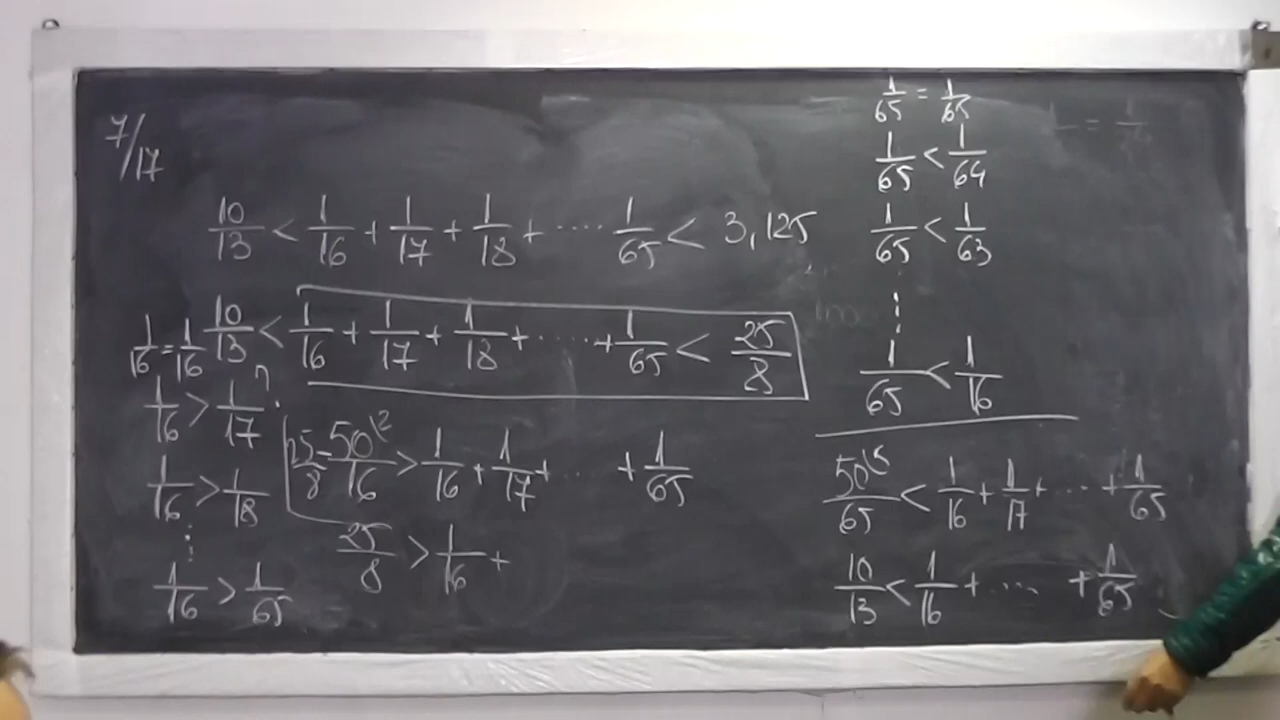 7/17
10/13 < 1/16 + 1/17 + 1/18 + ..... 1/65 < 3,125
10/13 < 1/16 + 1/17 + 1/18 + ..... + 1/65 < 25/8
1/16 = 1/16
1/16 > 1/17
1/16 > 1/18
⋮
1/16 > 1/65
25/8 = 50/16 (2 > 1/16 + 1/17 + ... + 1/65
25/8 > 1/16 +
1/65 = 1/65
1/65 < 1/64
1/65 < 1/63
⋮
1/65 < 1/16
50/65 (5 < 1/16 + 1/17 + .... + 1/65
10/13 < 1/16 + .... + 1/65